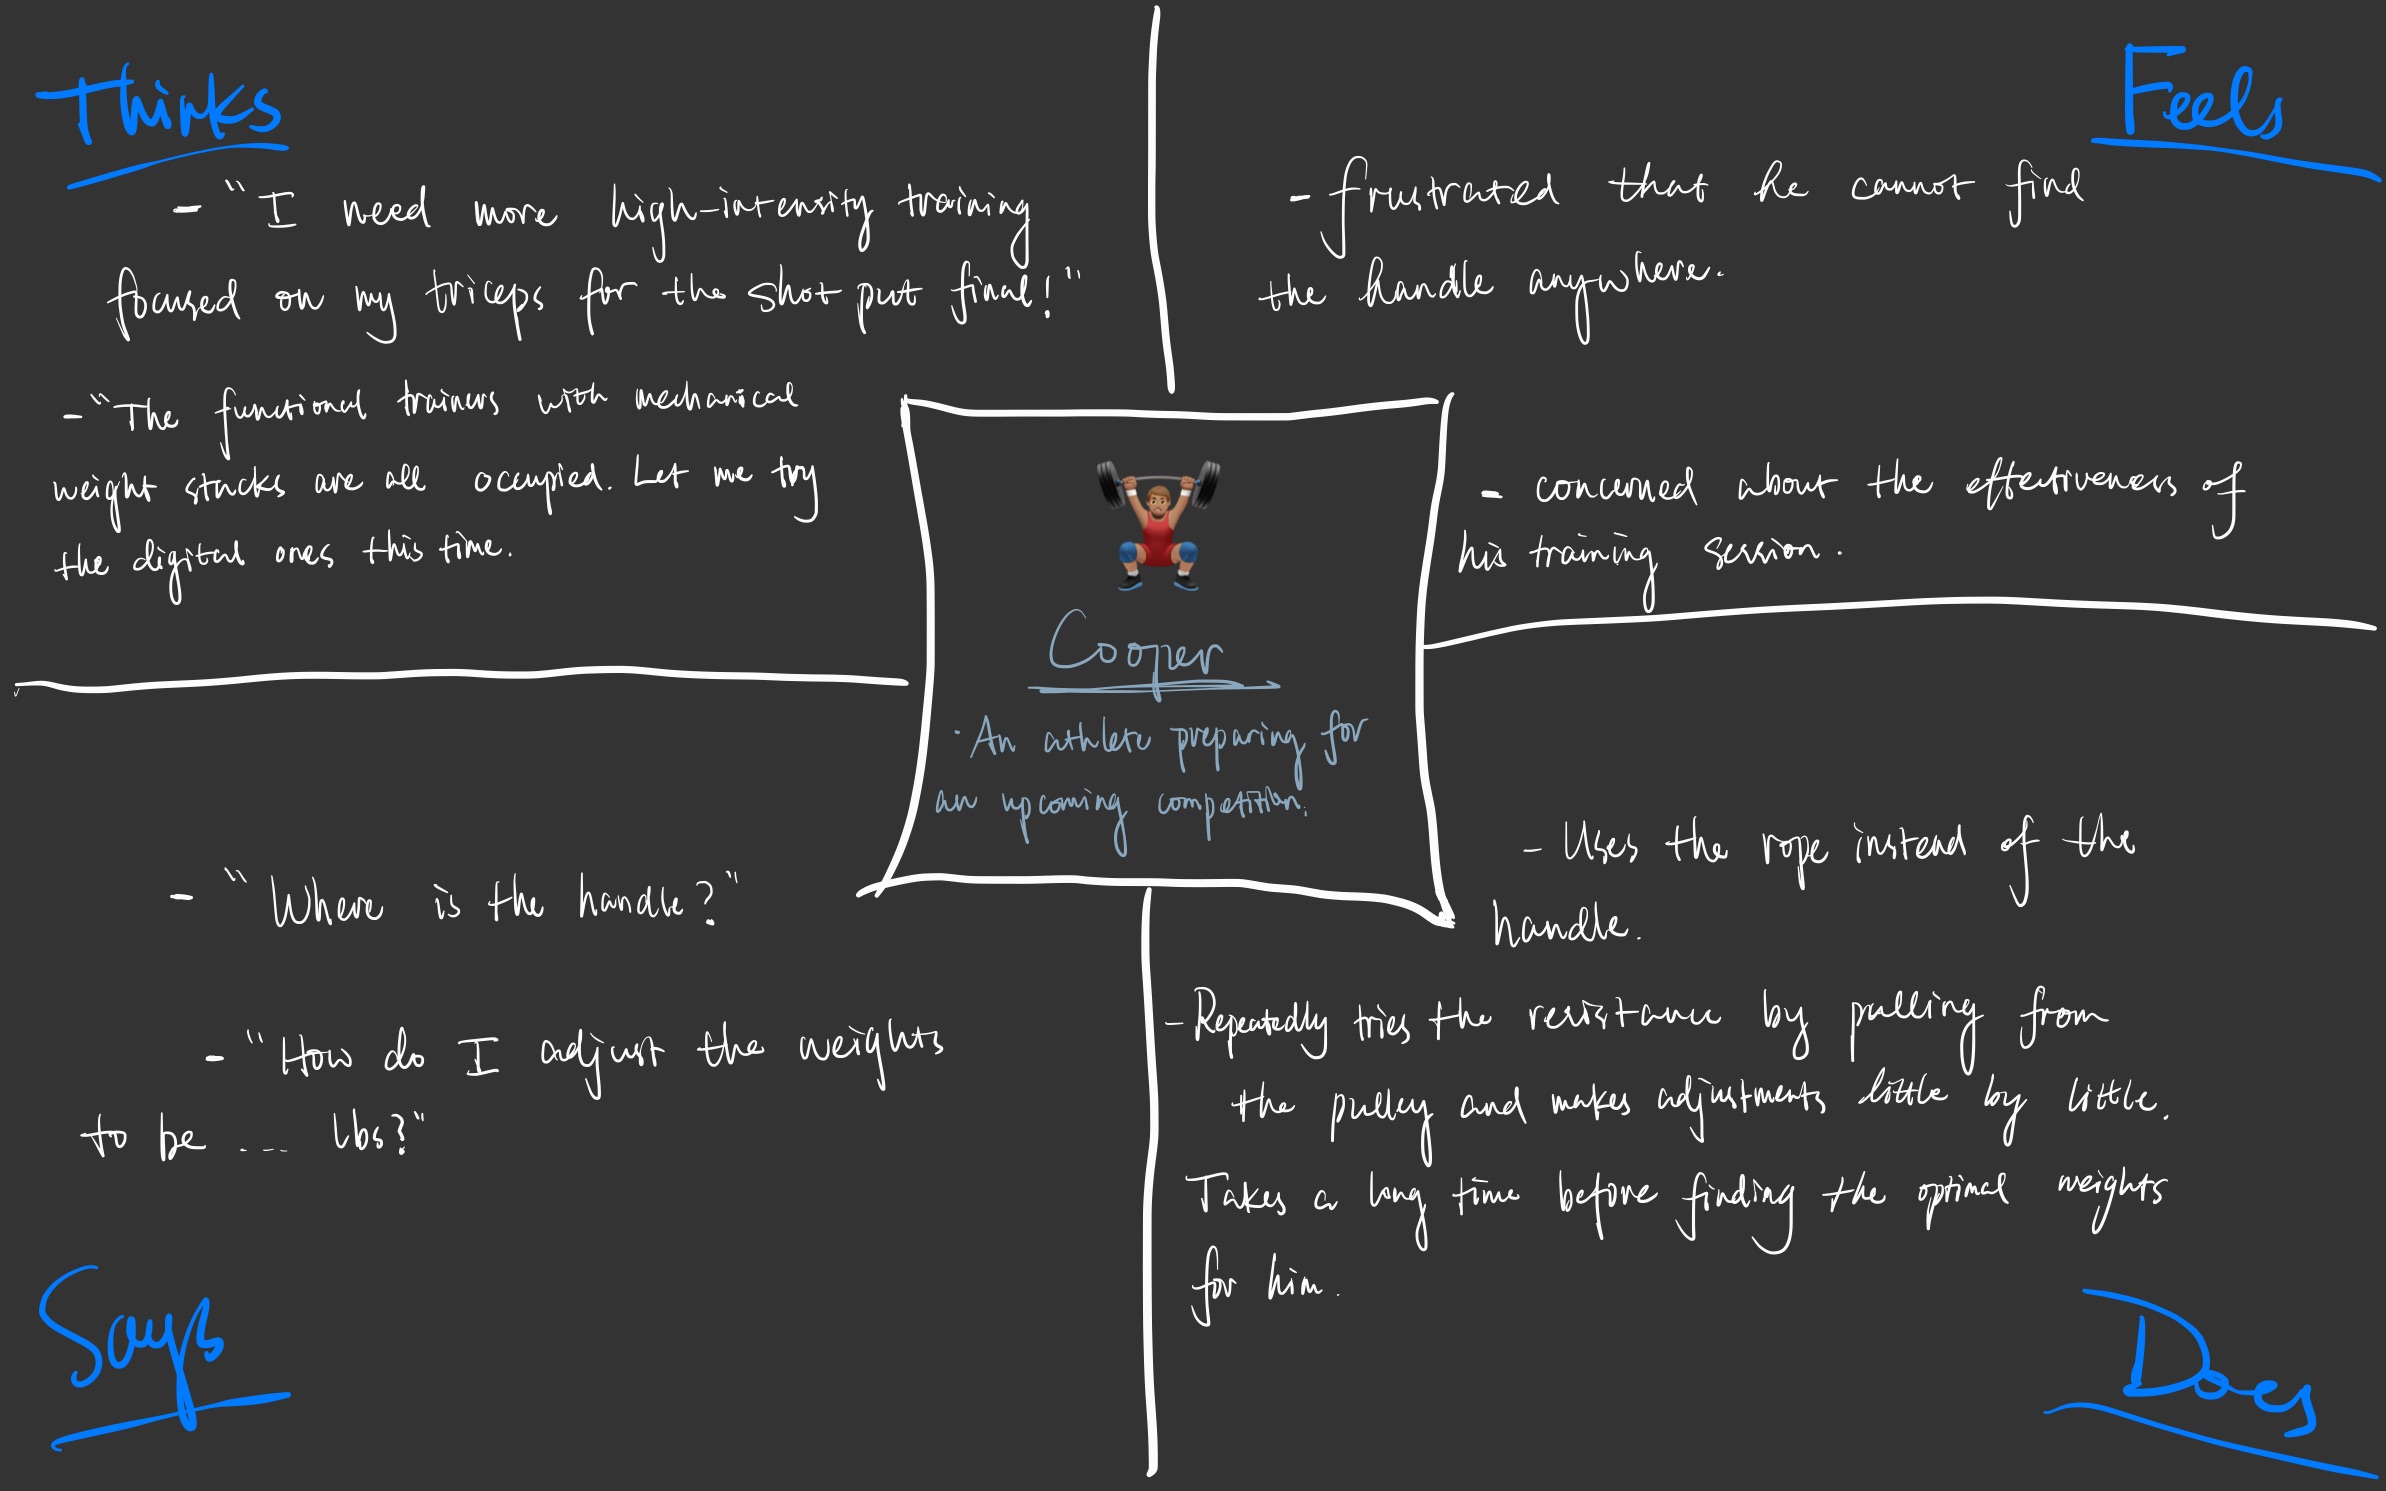 Thinks
- "I need more high-intensity training
focused on my triceps for the shot put final!"
- "The functional trainers with mechanical
weight stacks are all occupied. Let me try
the digital ones this time.
Feels
- frustrated that he cannot find
the handle anywhere.
- concerned about the effectiveness of
his training session.
Cooper
· An athlete preparing for
an upcoming competition.
- "Where is the handle?"
- "How do I adjust the weights
to be ... lbs?"
Says
- Uses the rope instead of the
handle.
- Repeatedly tries the resistance by pulling from
the pulley and makes adjustments little by little.
Takes a long time before finding the optimal weights
for him.
Does